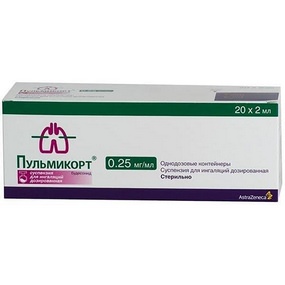 20 x 2 мл
Пульмикорт®
0.25 мг/мл
Однодозовые контейнеры
Суспензия для ингаляций дозированная
Стерильно
суспензия
для ингаляций
дозированная
будесонид
AstraZeneca